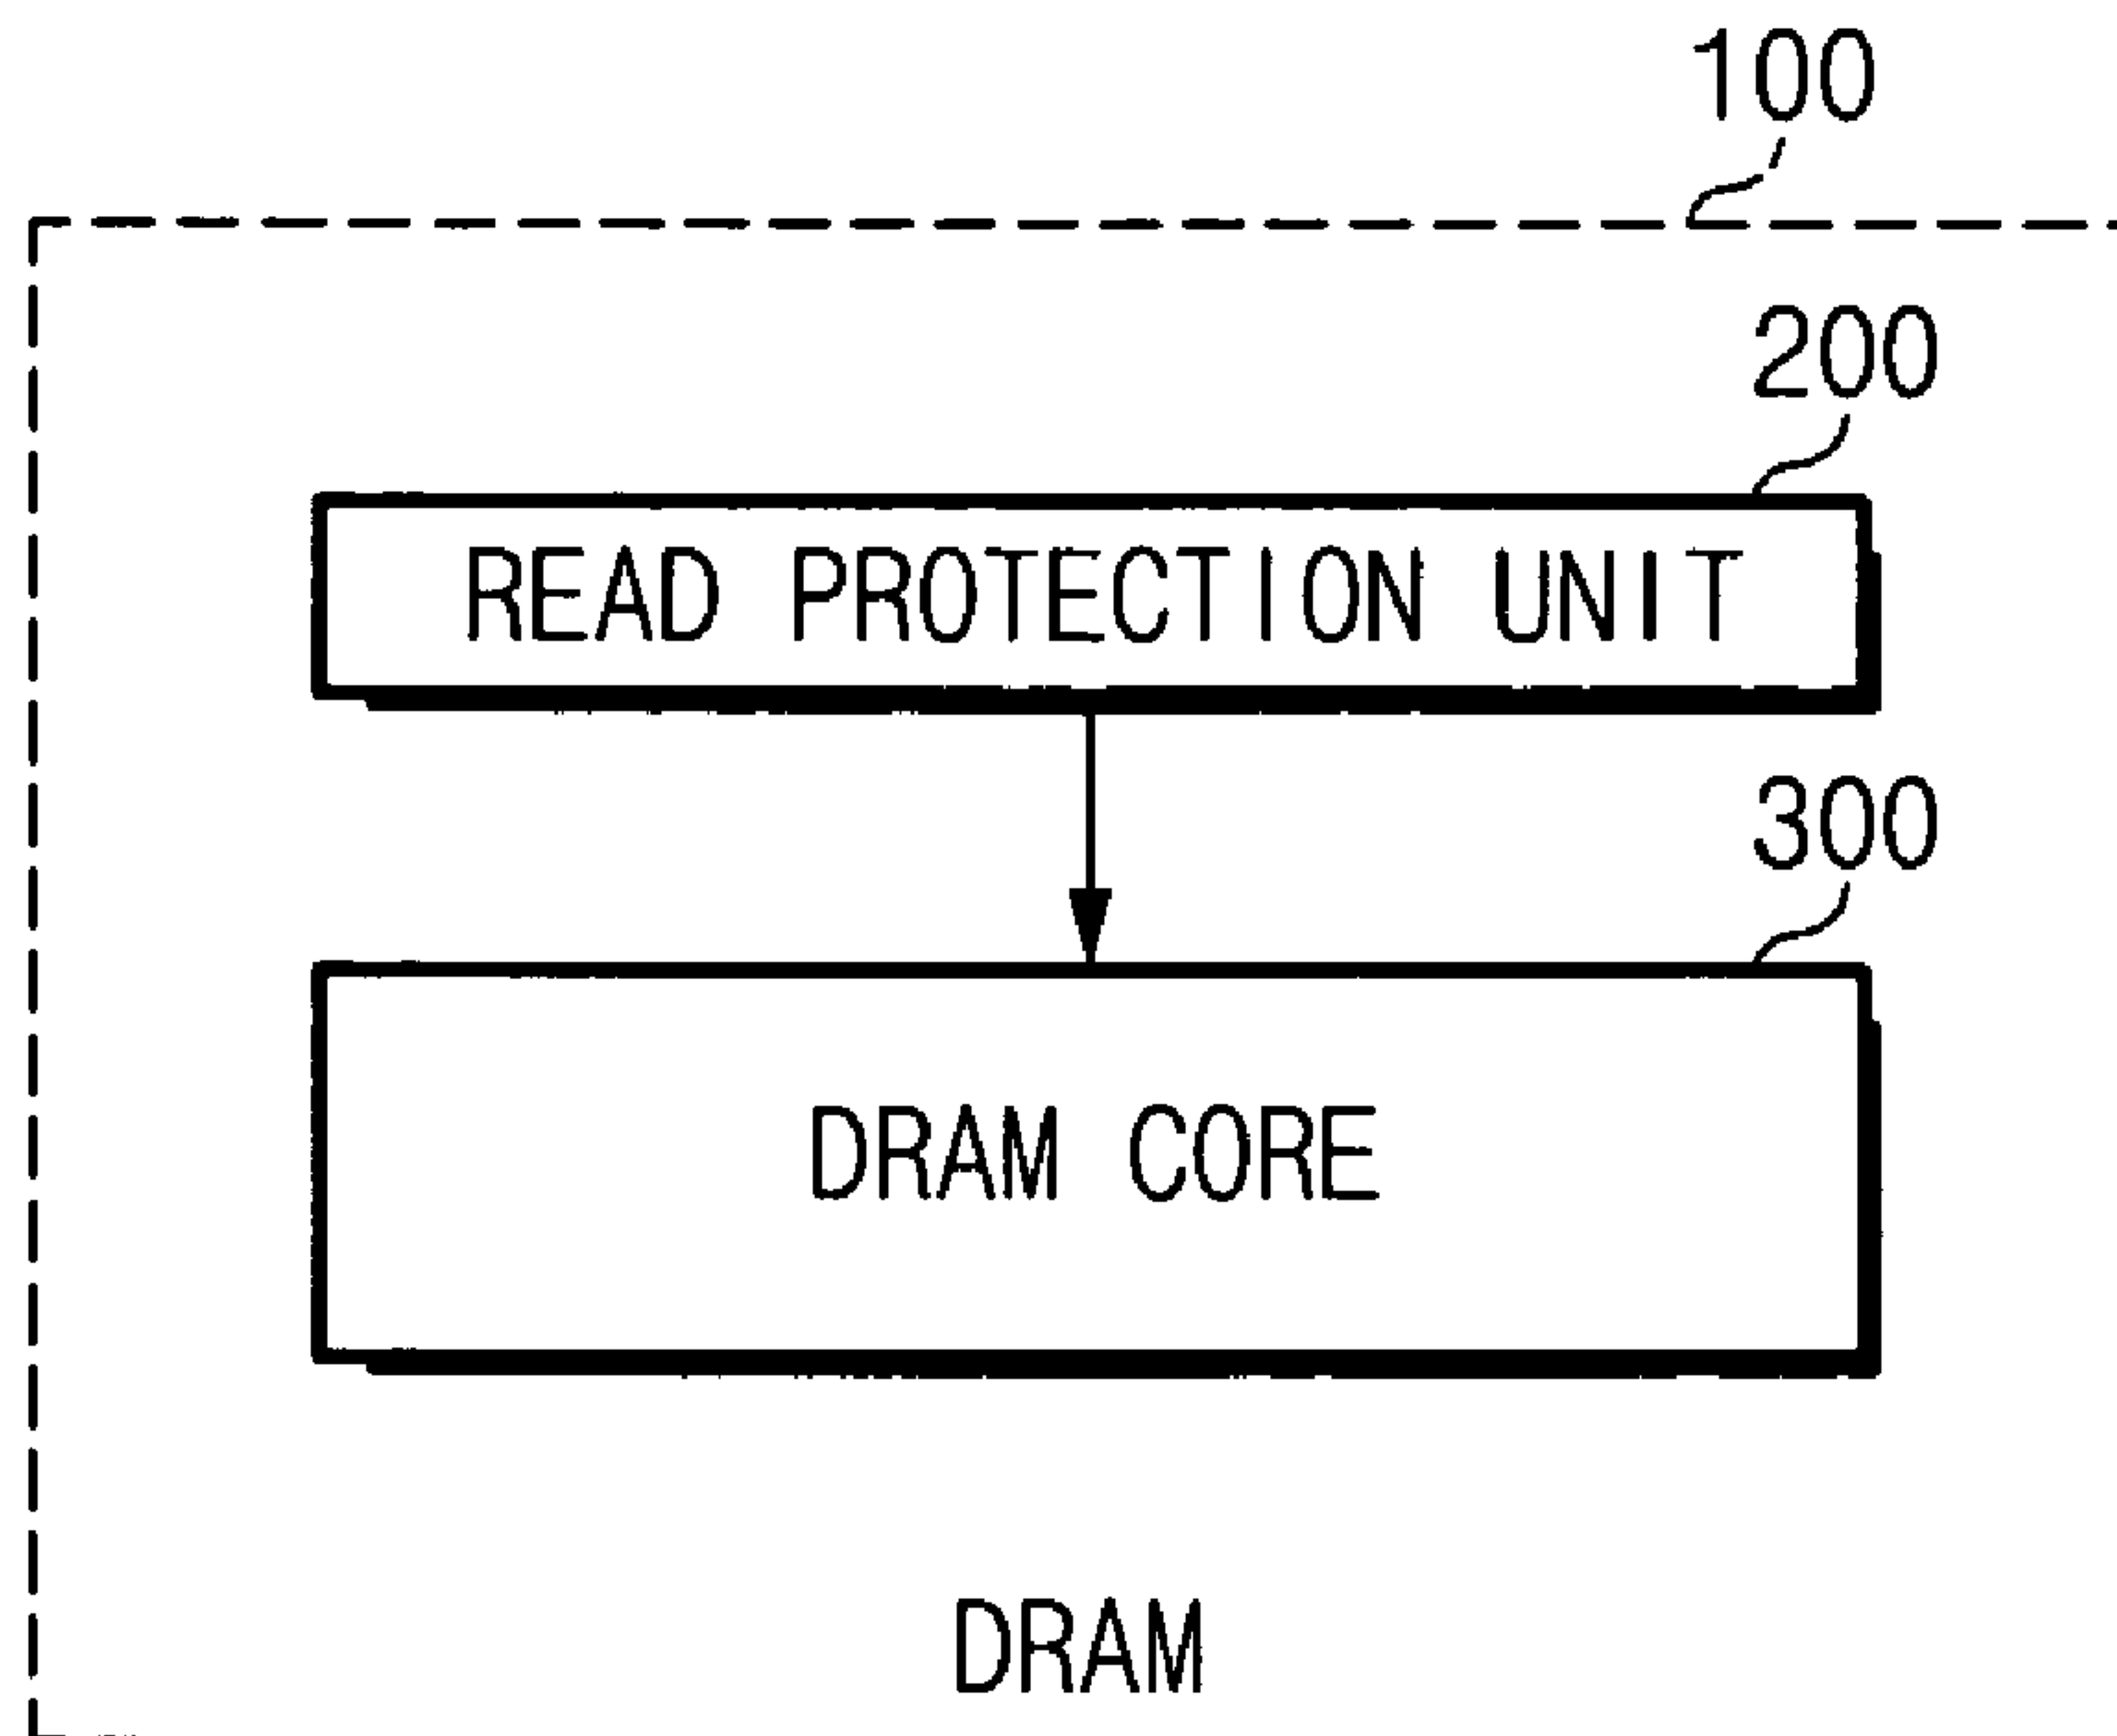 100
200
READ PROTECTION UNIT
300
DRAM CORE
DRAM